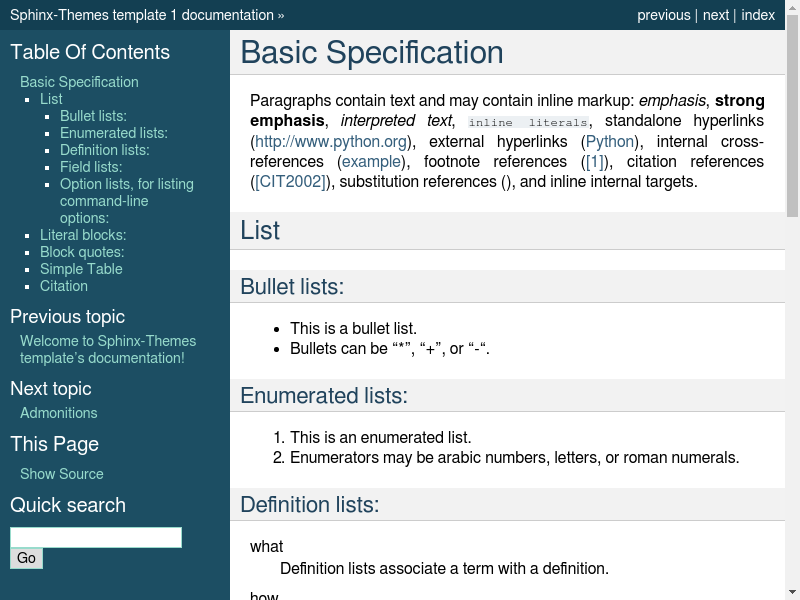 Sphinx-Themes template 1 documentation »
previous | next | index
Table Of Contents
Basic Specification
List
Bullet lists:
Enumerated lists:
Definition lists:
Field lists:
Option lists, for listing
command-line
options:
Literal blocks:
Block quotes:
Simple Table
Citation
Previous topic
Welcome to Sphinx-Themes
template's documentation!
Next topic
Admonitions
This Page
Show Source
Quick search
Go
Basic Specification
Paragraphs contain text and may contain inline markup: emphasis, strong
emphasis, interpreted text, inline literals, standalone hyperlinks
(http://www.python.org), external hyperlinks (Python), internal cross-
references (example), footnote references ([1]), citation references
([CIT2002]), substitution references (), and inline internal targets.
List
Bullet lists:
• This is a bullet list.
• Bullets can be “*”, “+”, or “-“.
Enumerated lists:
1. This is an enumerated list.
2. Enumerators may be arabic numbers, letters, or roman numerals.
Definition lists:
what
Definition lists associate a term with a definition.
how